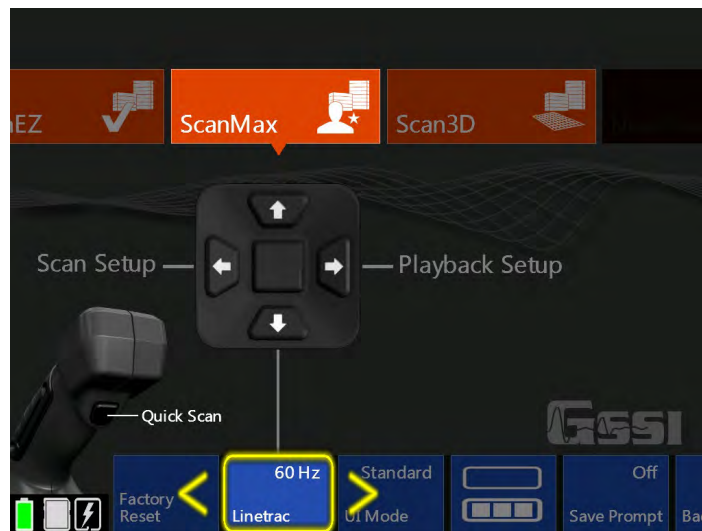 EZ
ScanMax
Scan3D
Scan Setup
Playback Setup
Quick Scan
GSSI
Factory
Reset
60 Hz
Linetrac
Standard
UI Mode
Off
Save Prompt